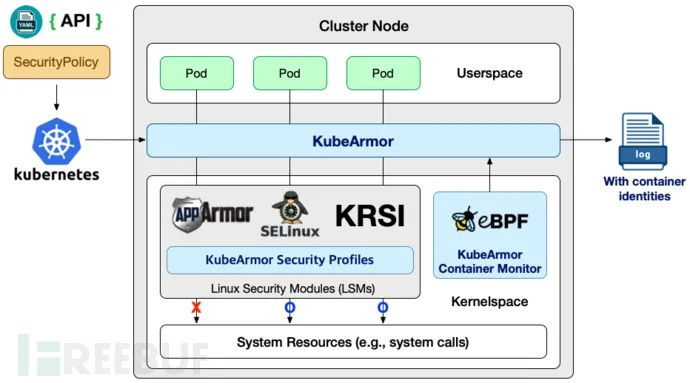 YAML
{ API }
SecurityPolicy
kubernetes
Cluster Node
Pod
Pod
Pod
Userspace
KubeArmor
log
With container
identities
APPARMOR
SELinux
KRSI
KubeArmor Security Profiles
Linux Security Modules (LSMs)
eBPF
KubeArmor
Container Monitor
Kernelspace
X
O
O
System Resources (e.g., system calls)
FREEBUF